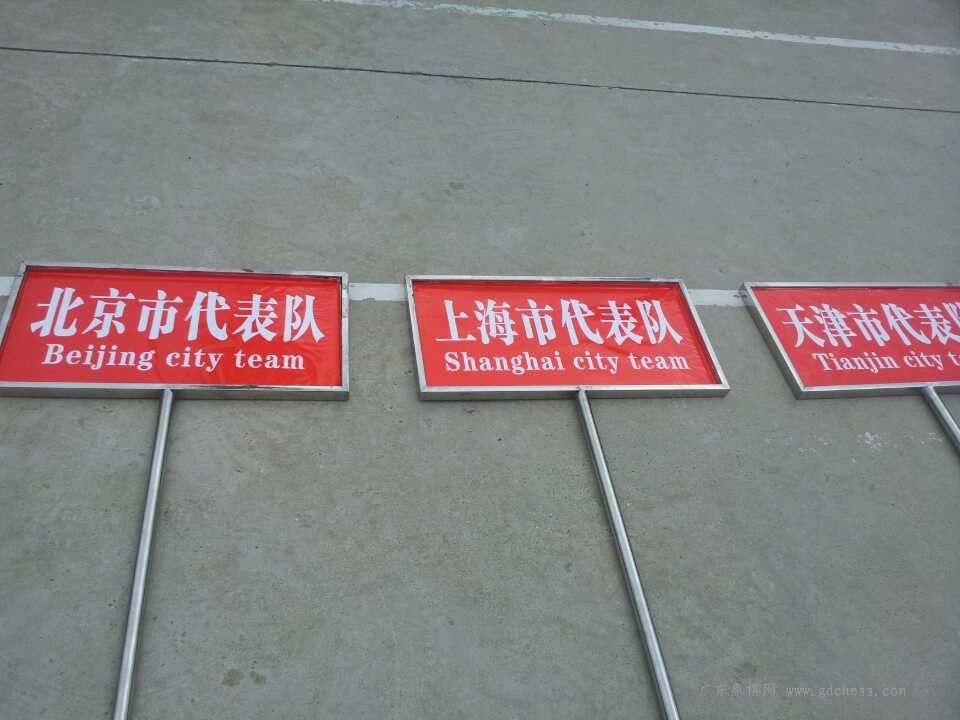 北京市代表队
Beijing city team
上海市代表队
Shanghai city team
天津市代表
Tianjin city
广东象棋网 www.gdchess.com